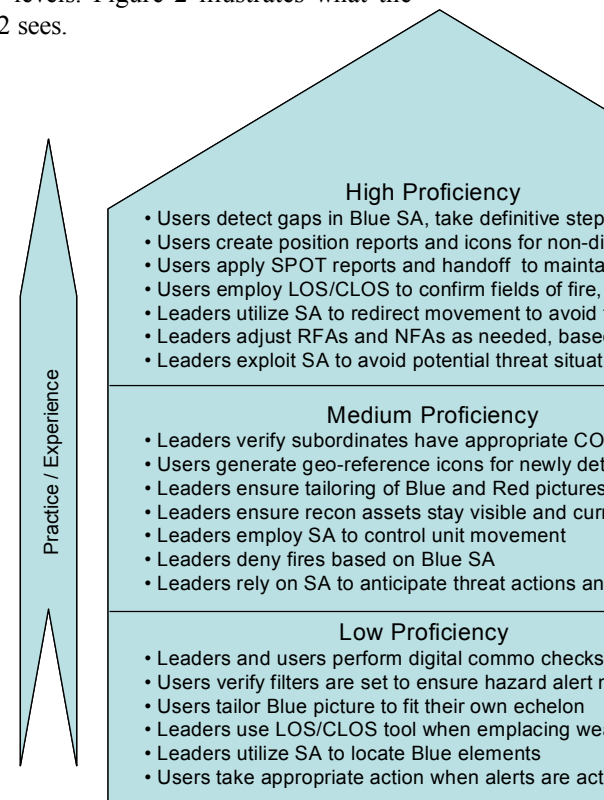 levels. Figure 2 illustrates what the
2 sees.
High Proficiency
• Users detect gaps in Blue SA, take definitive step
• Users create position reports and icons for non-di
• Users apply SPOT reports and handoff to mainta
• Users employ LOS/CLOS to confirm fields of fire,
• Leaders utilize SA to redirect movement to avoid
• Leaders adjust RFAs and NFAs as needed, based
• Leaders exploit SA to avoid potential threat situat
Practice / Experience
Medium Proficiency
• Leaders verify subordinates have appropriate CO
• Users generate geo-reference icons for newly det
• Leaders ensure tailoring of Blue and Red pictures
• Leaders ensure recon assets stay visible and curr
• Leaders employ SA to control unit movement
• Leaders deny fires based on Blue SA
• Leaders rely on SA to anticipate threat actions an
Low Proficiency
• Leaders and users perform digital commo checks
• Users verify filters are set to ensure hazard alert
• Users tailor Blue picture to fit their own echelon
• Leaders use LOS/CLOS tool when emplacing wea
• Leaders utilize SA to locate Blue elements
• Users take appropriate action when alerts are act